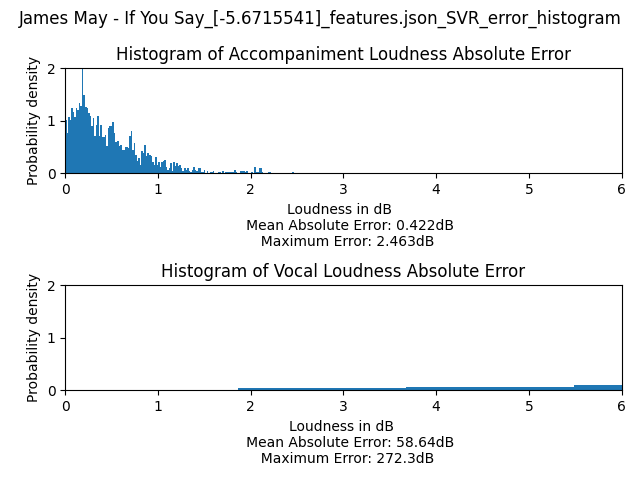 James May - If You Say_[-5.6715541]_features.json_SVR_error_histogram
Histogram of Accompaniment Loudness Absolute Error
Probability density
2
1
0
0 1 2 3 4 5 6
Loudness in dB
Mean Absolute Error: 0.422dB
Maximum Error: 2.463dB
Histogram of Vocal Loudness Absolute Error
Probability density
2
1
0
0 1 2 3 4 5 6
Loudness in dB
Mean Absolute Error: 58.64dB
Maximum Error: 272.3dB